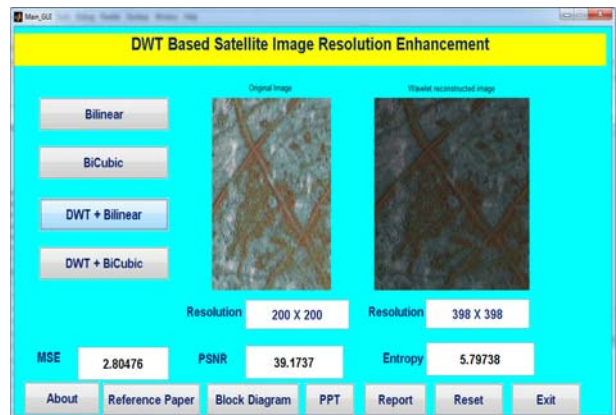 Main_GUI
DWT Based Satellite Image Resolution Enhancement
Original Image
Wavelet reconstructed image
Bilinear
BiCubic
DWT + Bilinear
DWT + BiCubic
Resolution 200 X 200 Resolution 398 X 398
MSE 2.80476 PSNR 39.1737 Entropy 5.79738
About Reference Paper Block Diagram PPT Report Reset Exit